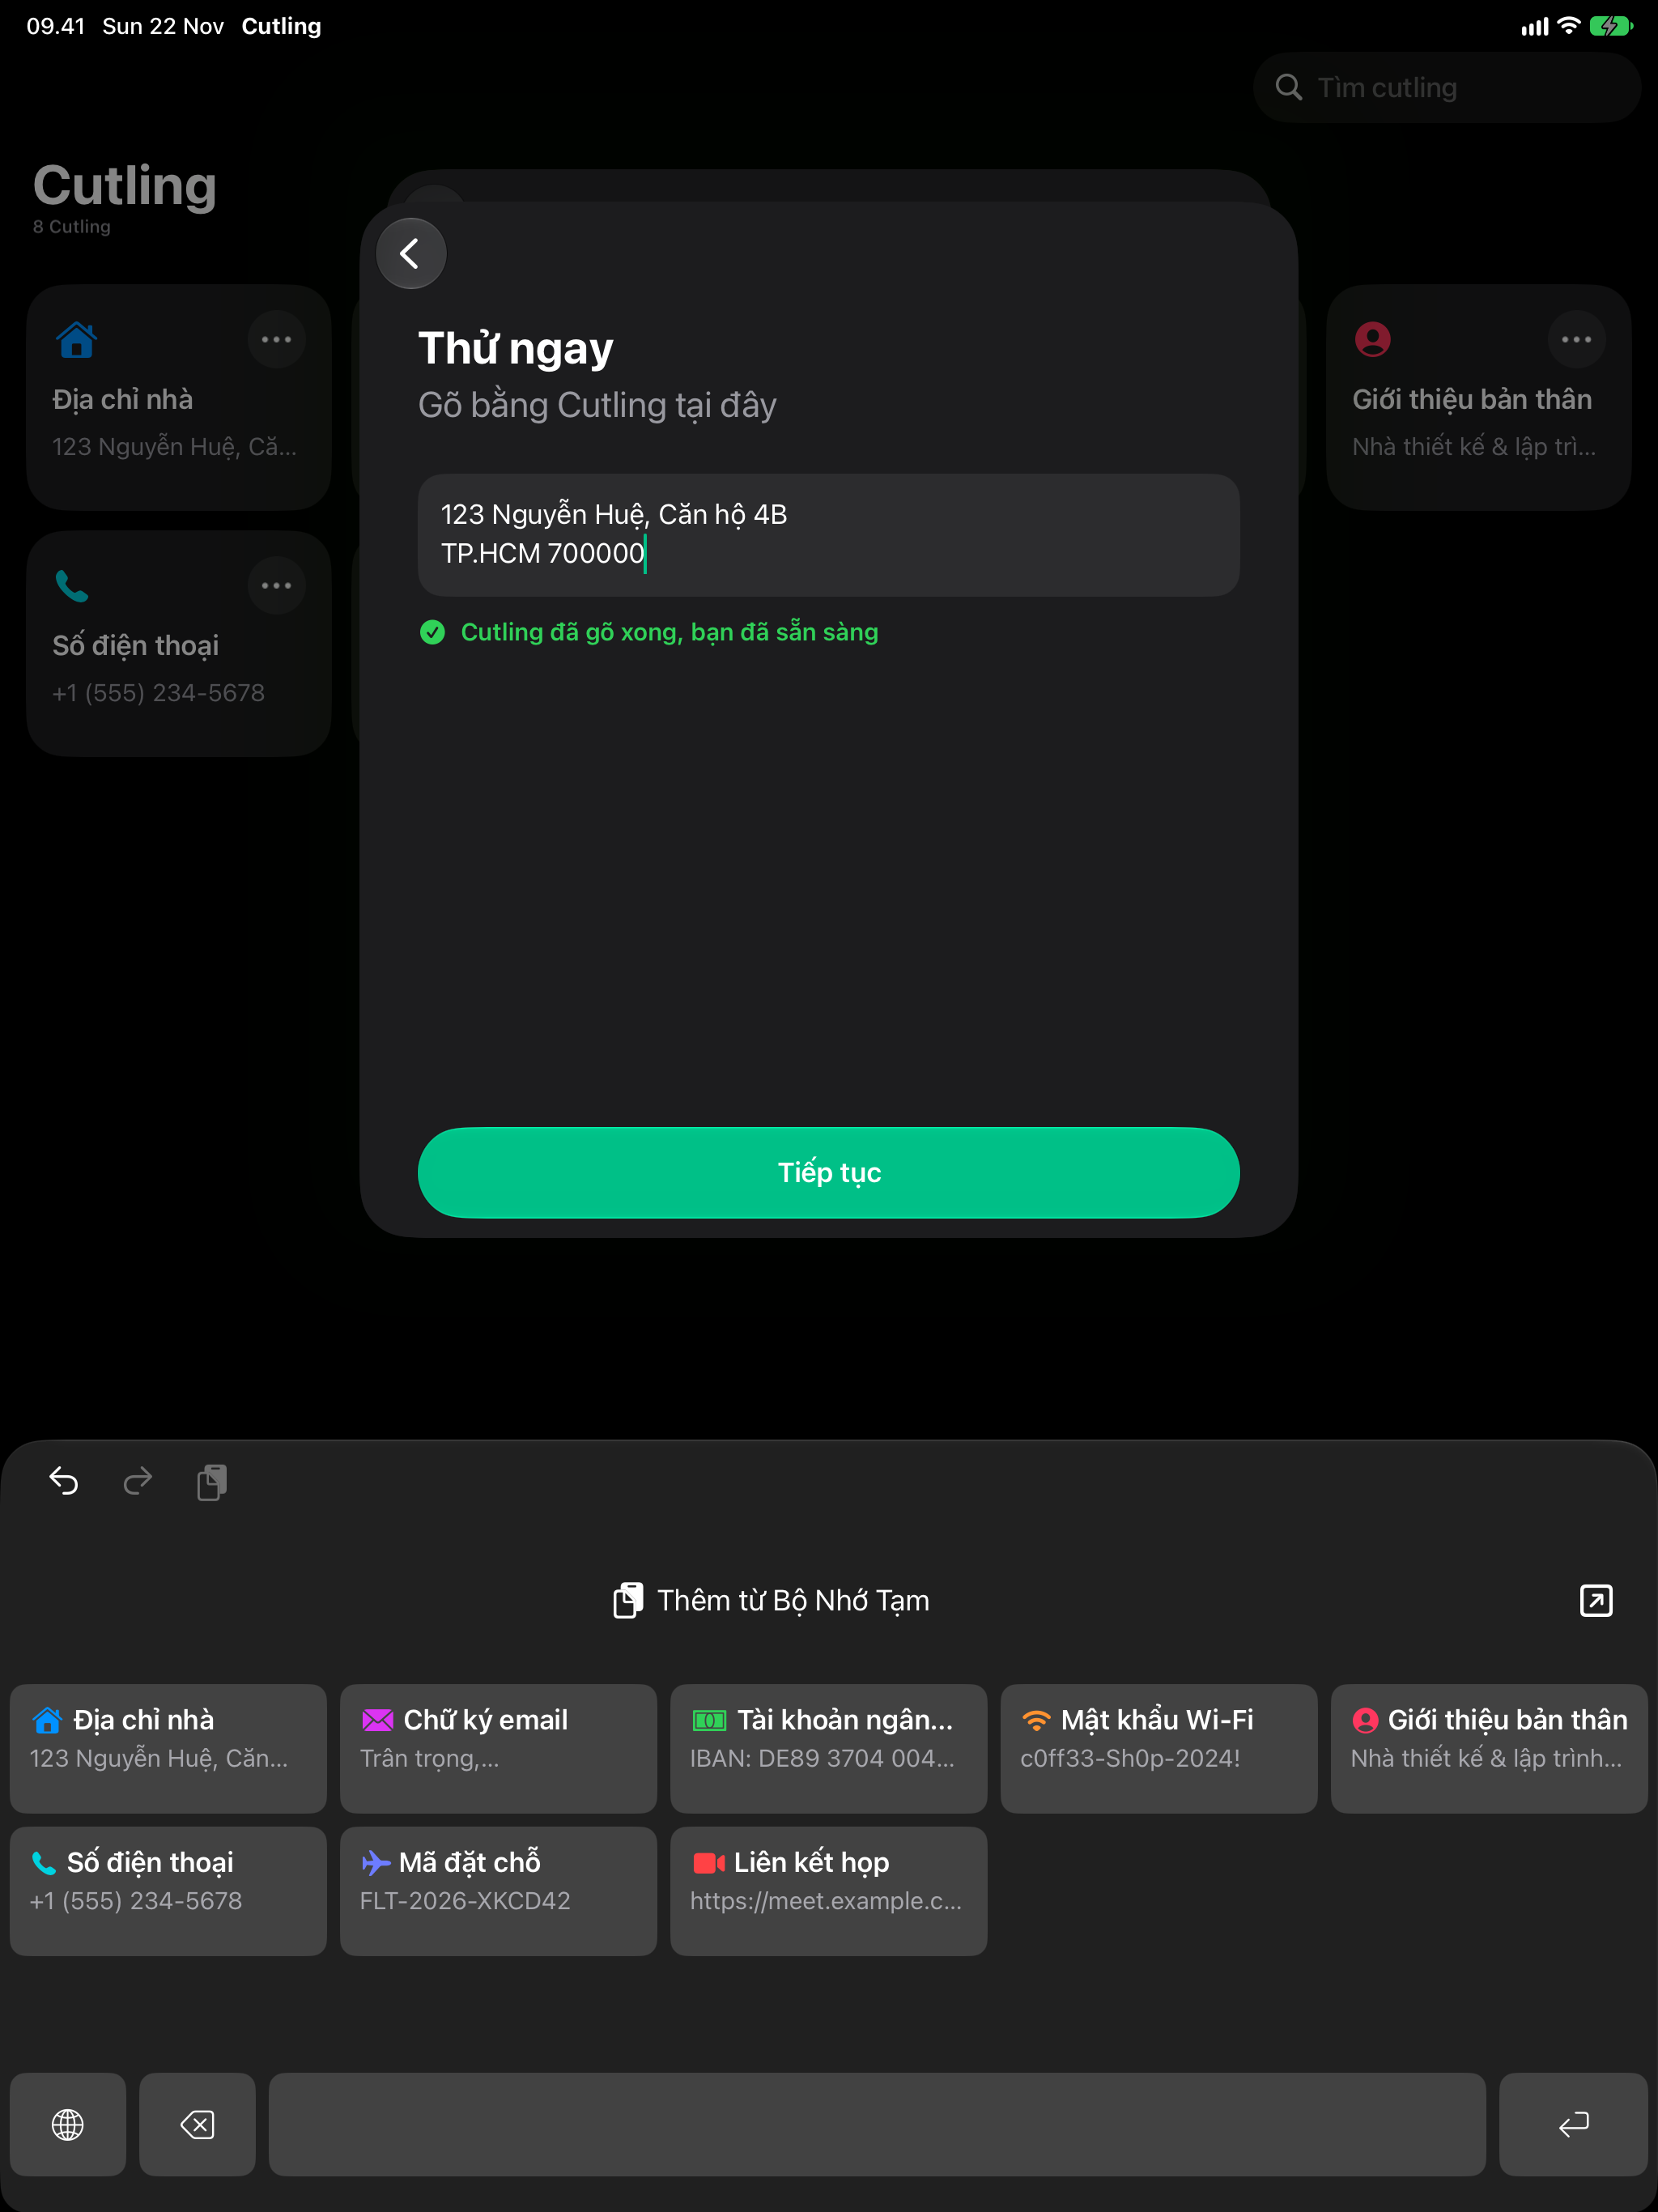 09.41 Sun 22 Nov Cutling
Tìm cutling
Cutling
8 Cutling
Địa chỉ nhà
123 Nguyễn Huệ, Că...
Giới thiệu bản thân
Nhà thiết kế & lập trì...
Số điện thoại
+1 (555) 234-5678
Thử ngay
Gõ bằng Cutling tại đây
123 Nguyễn Huệ, Căn hộ 4B
TP.HCM 700000
Cutling đã gõ xong, bạn đã sẵn sàng
Tiếp tục
Thêm từ Bộ Nhớ Tạm
Địa chỉ nhà
123 Nguyễn Huệ, Căn...
Chữ ký email
Trân trọng,...
Tài khoản ngân...
IBAN: DE89 3704 004...
Mật khẩu Wi-Fi
c0ff33-Sh0p-2024!
Giới thiệu bản thân
Nhà thiết kế & lập trình...
Số điện thoại
+1 (555) 234-5678
Mã đặt chỗ
FLT-2026-XKCD42
Liên kết họp
https://meet.example.c...